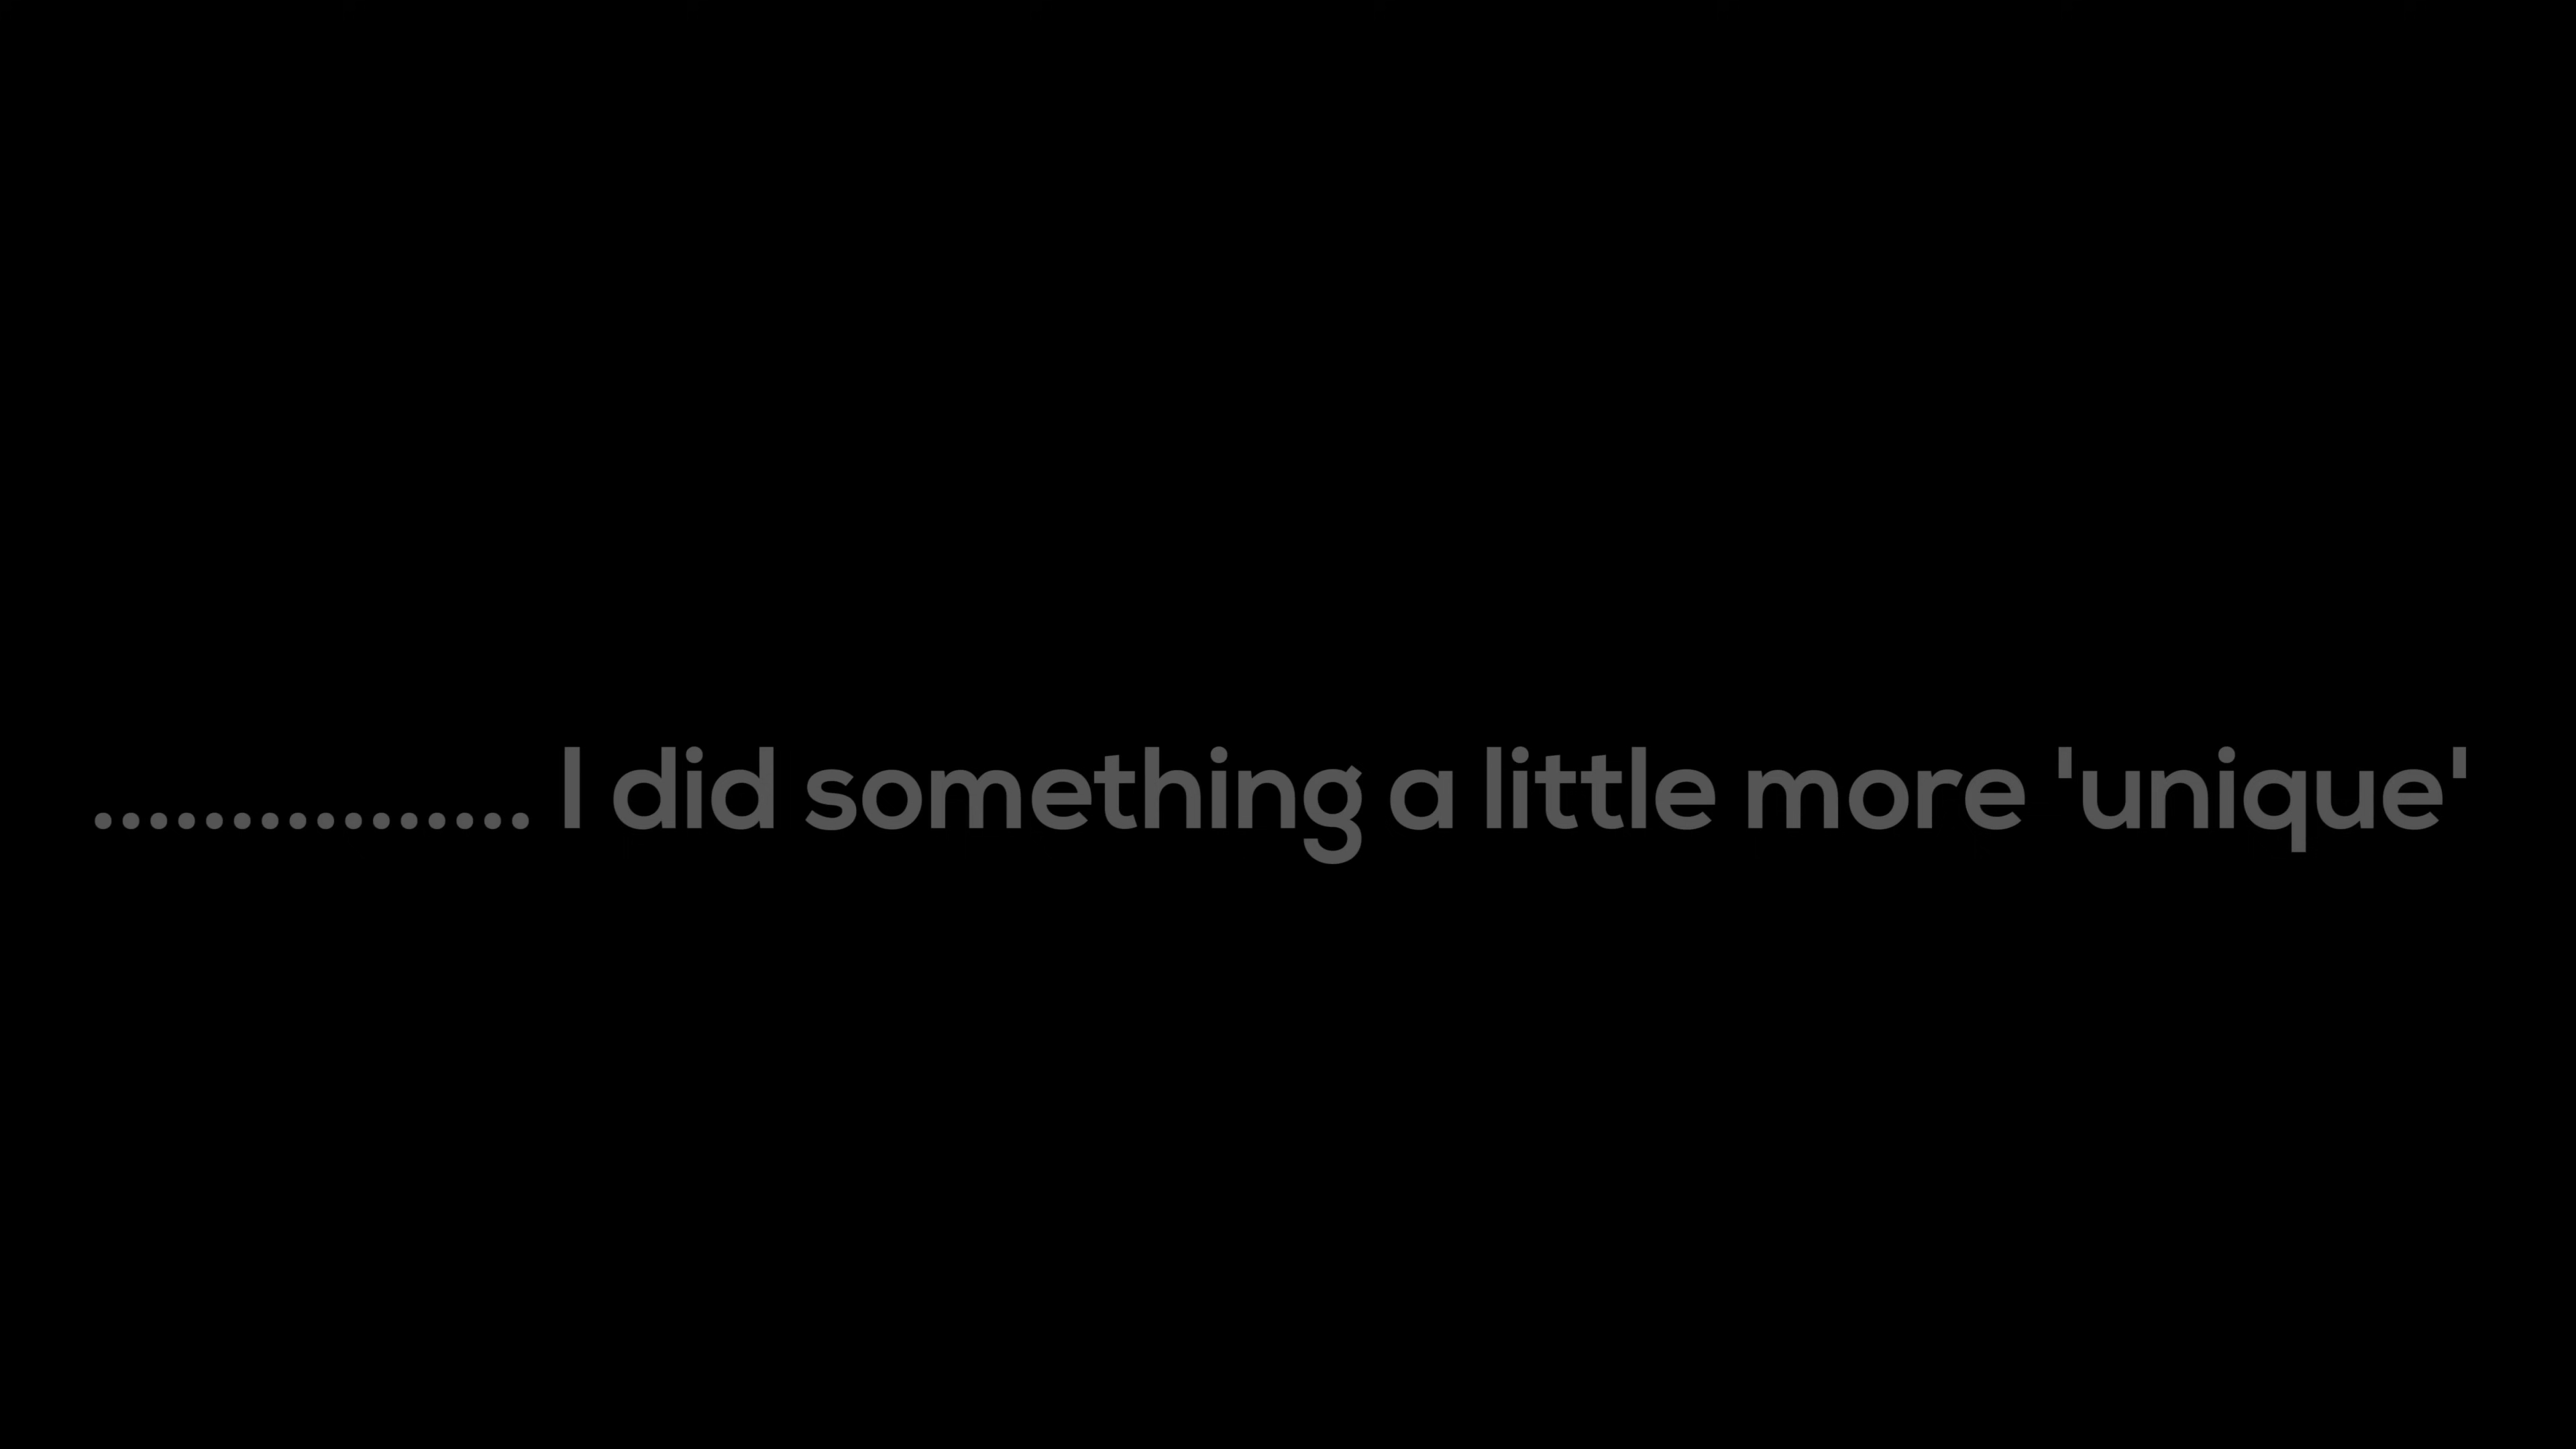 ................ I did something a little more 'unique'